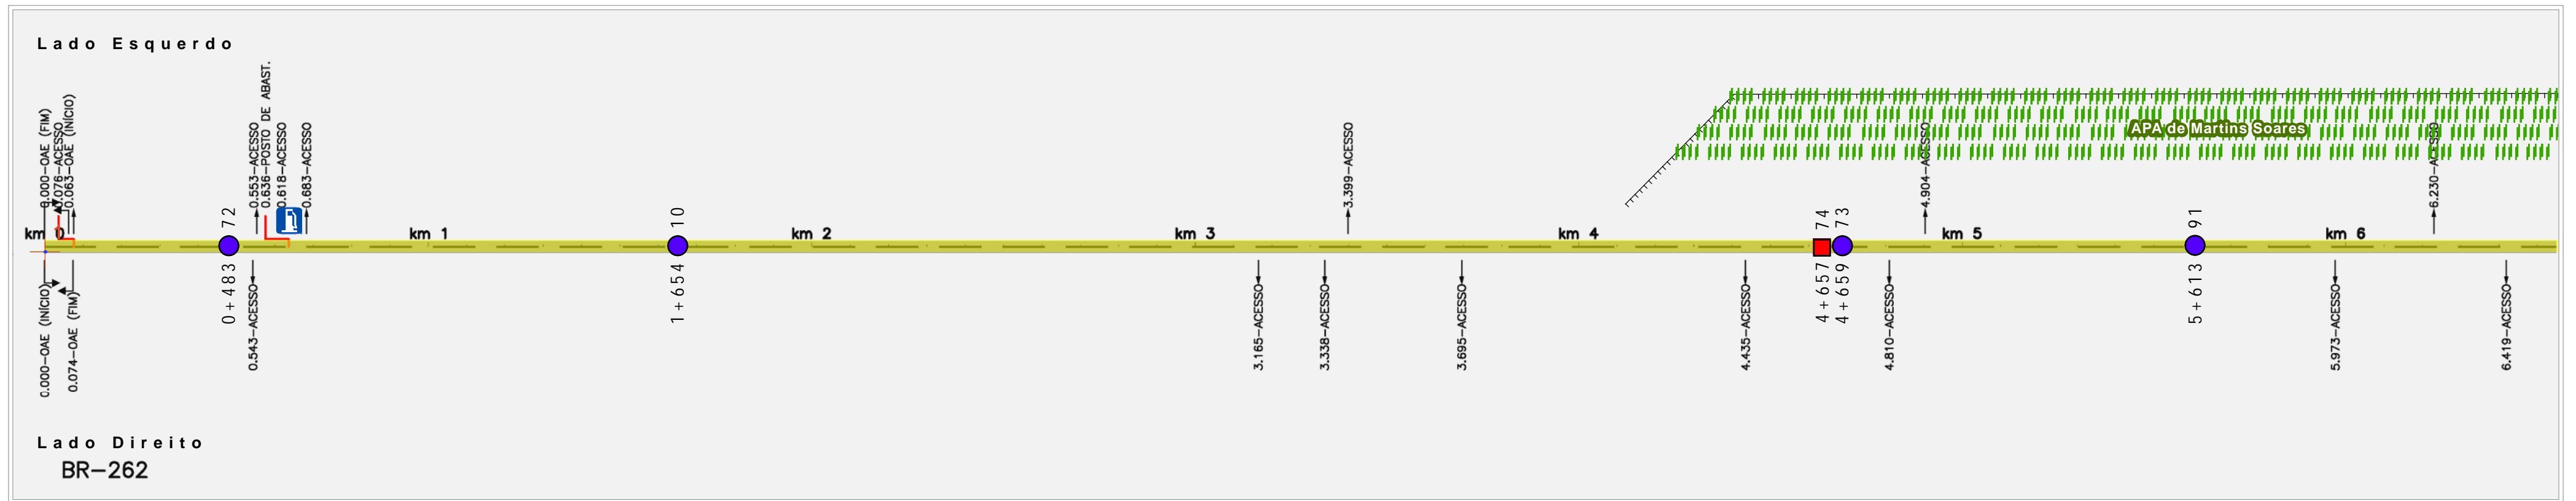 Lado Esquerdo
0.000-OAE (FIM)
0.076-ACESSO
0.063-OAE (INÍCIO)
0.553-ACESSO
0.636-POSTO DE ABAST.
0.618-ACESSO
0.683-ACESSO
3.399-ACESSO
4.904-ACESSO
6.230-ACESSO
APA de Martins Soares
72
10
74
73
91
km 0
km 1
km 2
km 3
km 4
km 5
km 6
0+483
1+654
4+657
4+659
5+613
0.000-OAE (INÍCIO)
0.074-OAE (FIM)
0.543-ACESSO
3.165-ACESSO
3.338-ACESSO
3.695-ACESSO
4.435-ACESSO
4.810-ACESSO
5.973-ACESSO
6.419-ACESSO
Lado Direito
BR-262